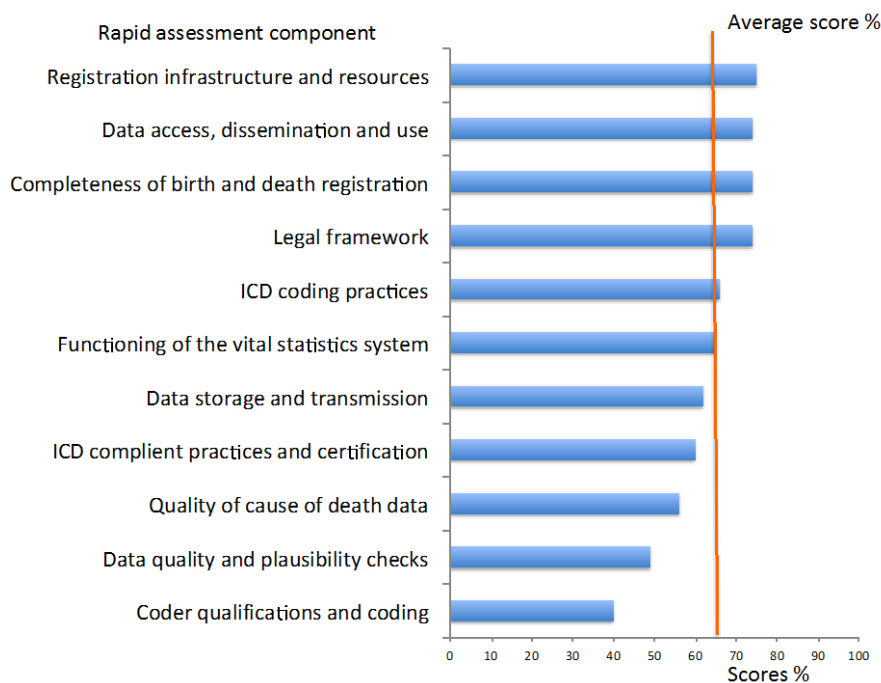 Average score %
Rapid assessment component
Registration infrastructure and resources
Data access, dissemination and use
Completeness of birth and death registration
Legal framework
ICD coding practices
Functioning of the vital statistics system
Data storage and transmission
ICD complient practices and certification
Quality of cause of death data
Data quality and plausibility checks
Coder qualifications and coding
0 10 20 30 40 50 60 70 80 90 100
Scores %